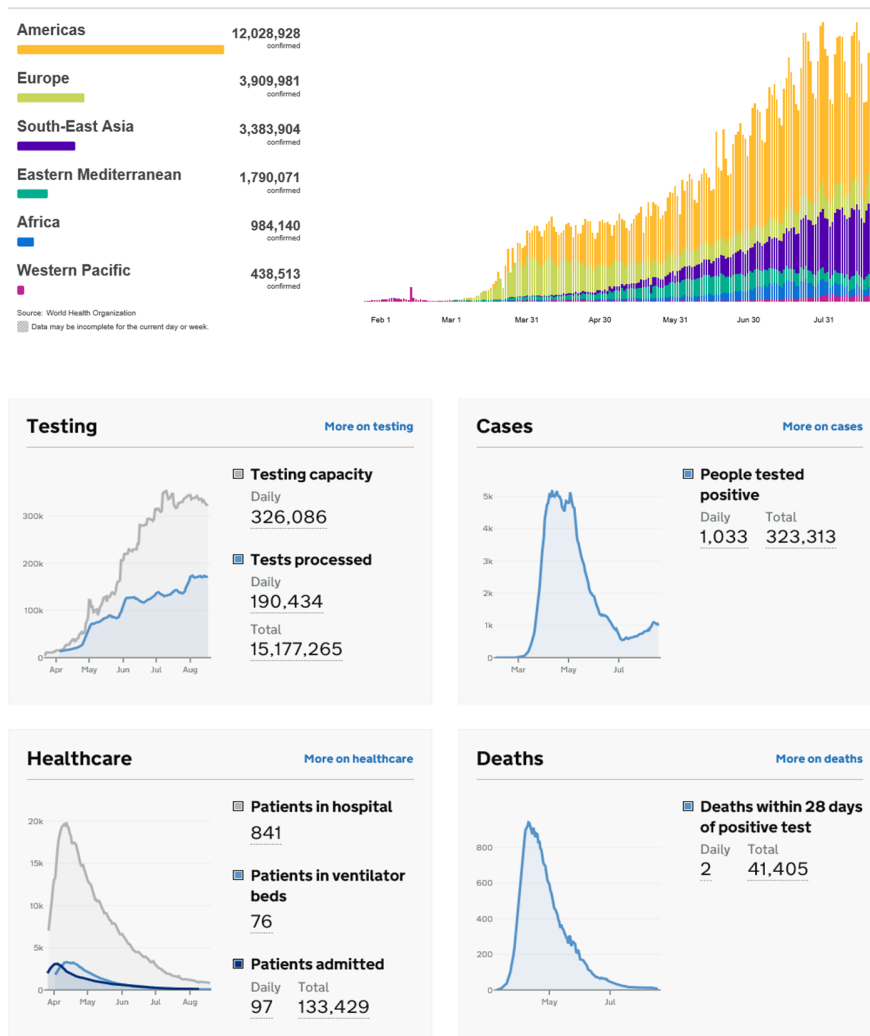 Americas
12,028,928
confirmed
Europe
3,909,981
confirmed
South-East Asia
3,383,904
confirmed
Eastern Mediterranean
1,790,071
confirmed
Africa
984,140
confirmed
Western Pacific
438,513
confirmed
Source: World Health Organization
Data may be incomplete for the current day or week.
Feb 1 Mar 1 Mar 31 Apr 30 May 31 Jun 30 Jul 31
Testing More on testing
300k
200k
100k
0
Apr May Jun Jul Aug
Testing capacity
Daily
326,086
Tests processed
Daily
190,434
Total
15,177,265
Cases More on cases
5k
4k
3k
2k
1k
0
Mar May Jul
People tested
positive
Daily Total
1,033 323,313
Healthcare More on healthcare
20k
15k
10k
5k
0
Apr May Jun Jul Aug
Patients in hospital
841
Patients in ventilator
beds
76
Patients admitted
Daily Total
97 133,429
Deaths More on deaths
800
600
400
200
0
May Jul
Deaths within 28 days
of positive test
Daily Total
2 41,405